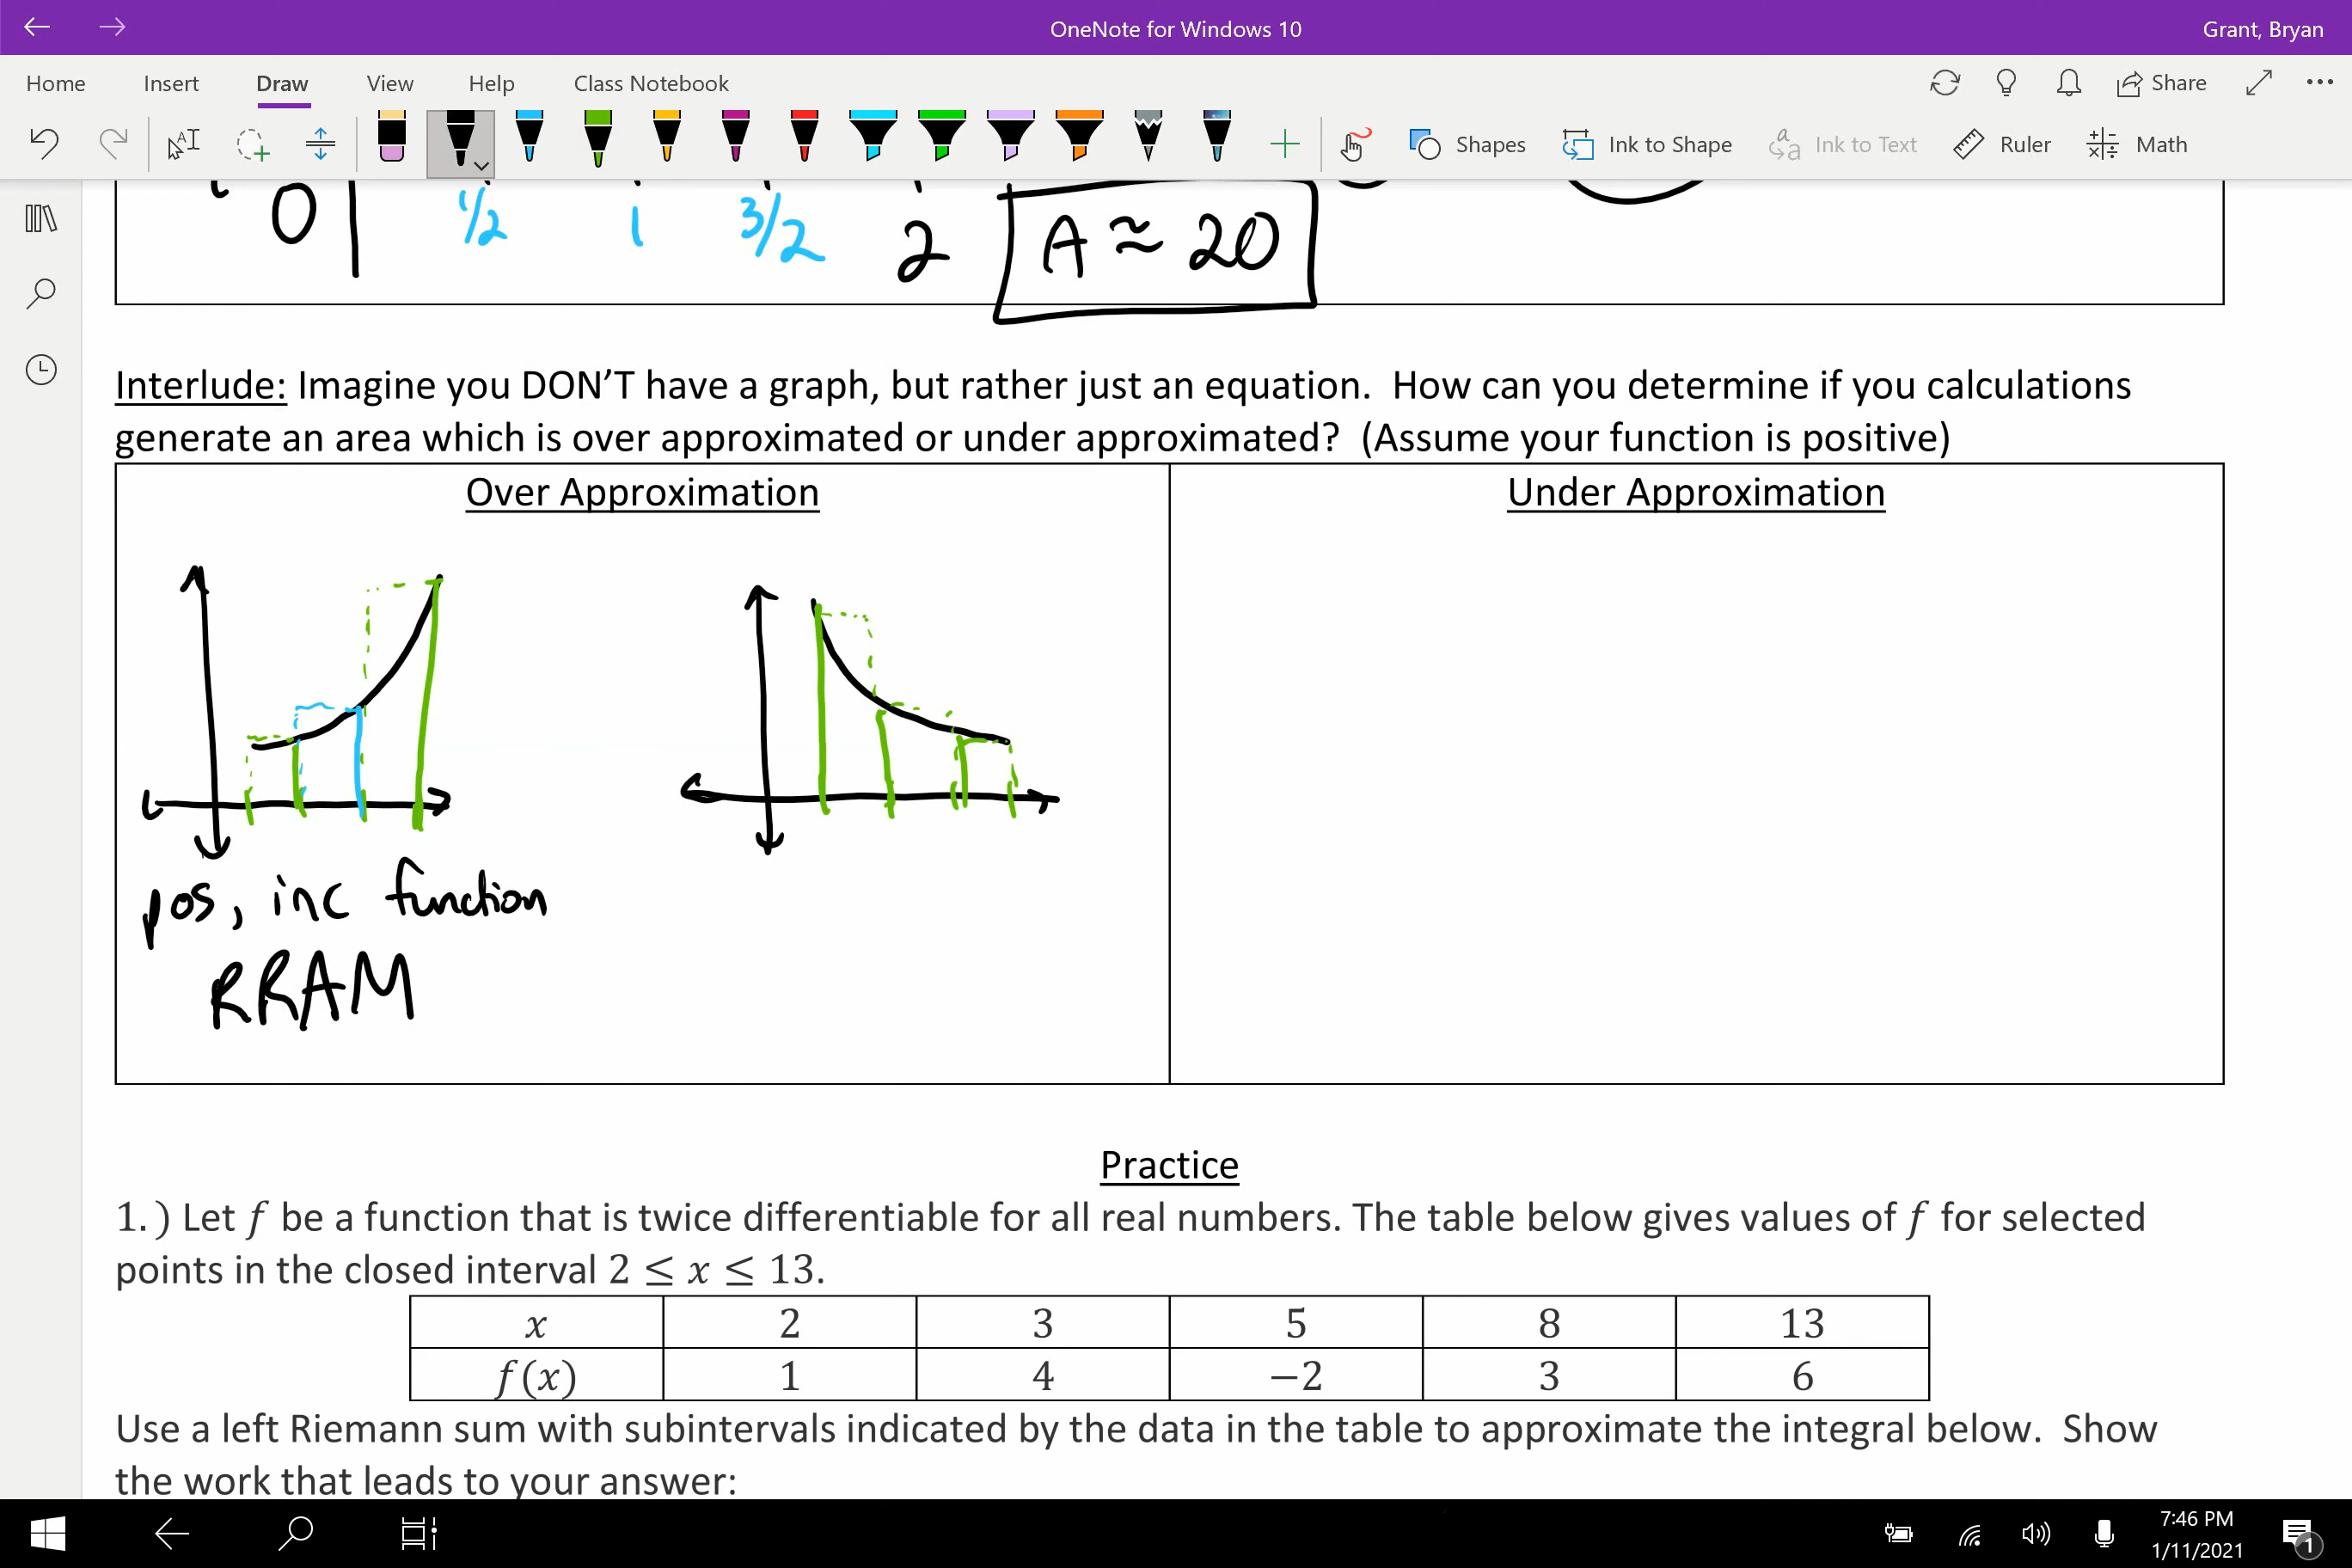 OneNote for Windows 10
Grant, Bryan
Home Insert Draw View Help Class Notebook Share
Shapes Ink to Shape Ink to Text Ruler Math
0 1/2 1 3/2 2 A ≈ 20
Interlude: Imagine you DON'T have a graph, but rather just an equation. How can you determine if you calculations
generate an area which is over approximated or under approximated? (Assume your function is positive)
Over Approximation
pos, inc function
RRAM
Under Approximation
Practice
1.) Let f be a function that is twice differentiable for all real numbers. The table below gives values of f for selected
points in the closed interval 2 ≤ x ≤ 13.
x 2 3 5 8 13
f(x) 1 4 −2 3 6
Use a left Riemann sum with subintervals indicated by the data in the table to approximate the integral below. Show
the work that leads to your answer:
7:46 PM
1/11/2021
1